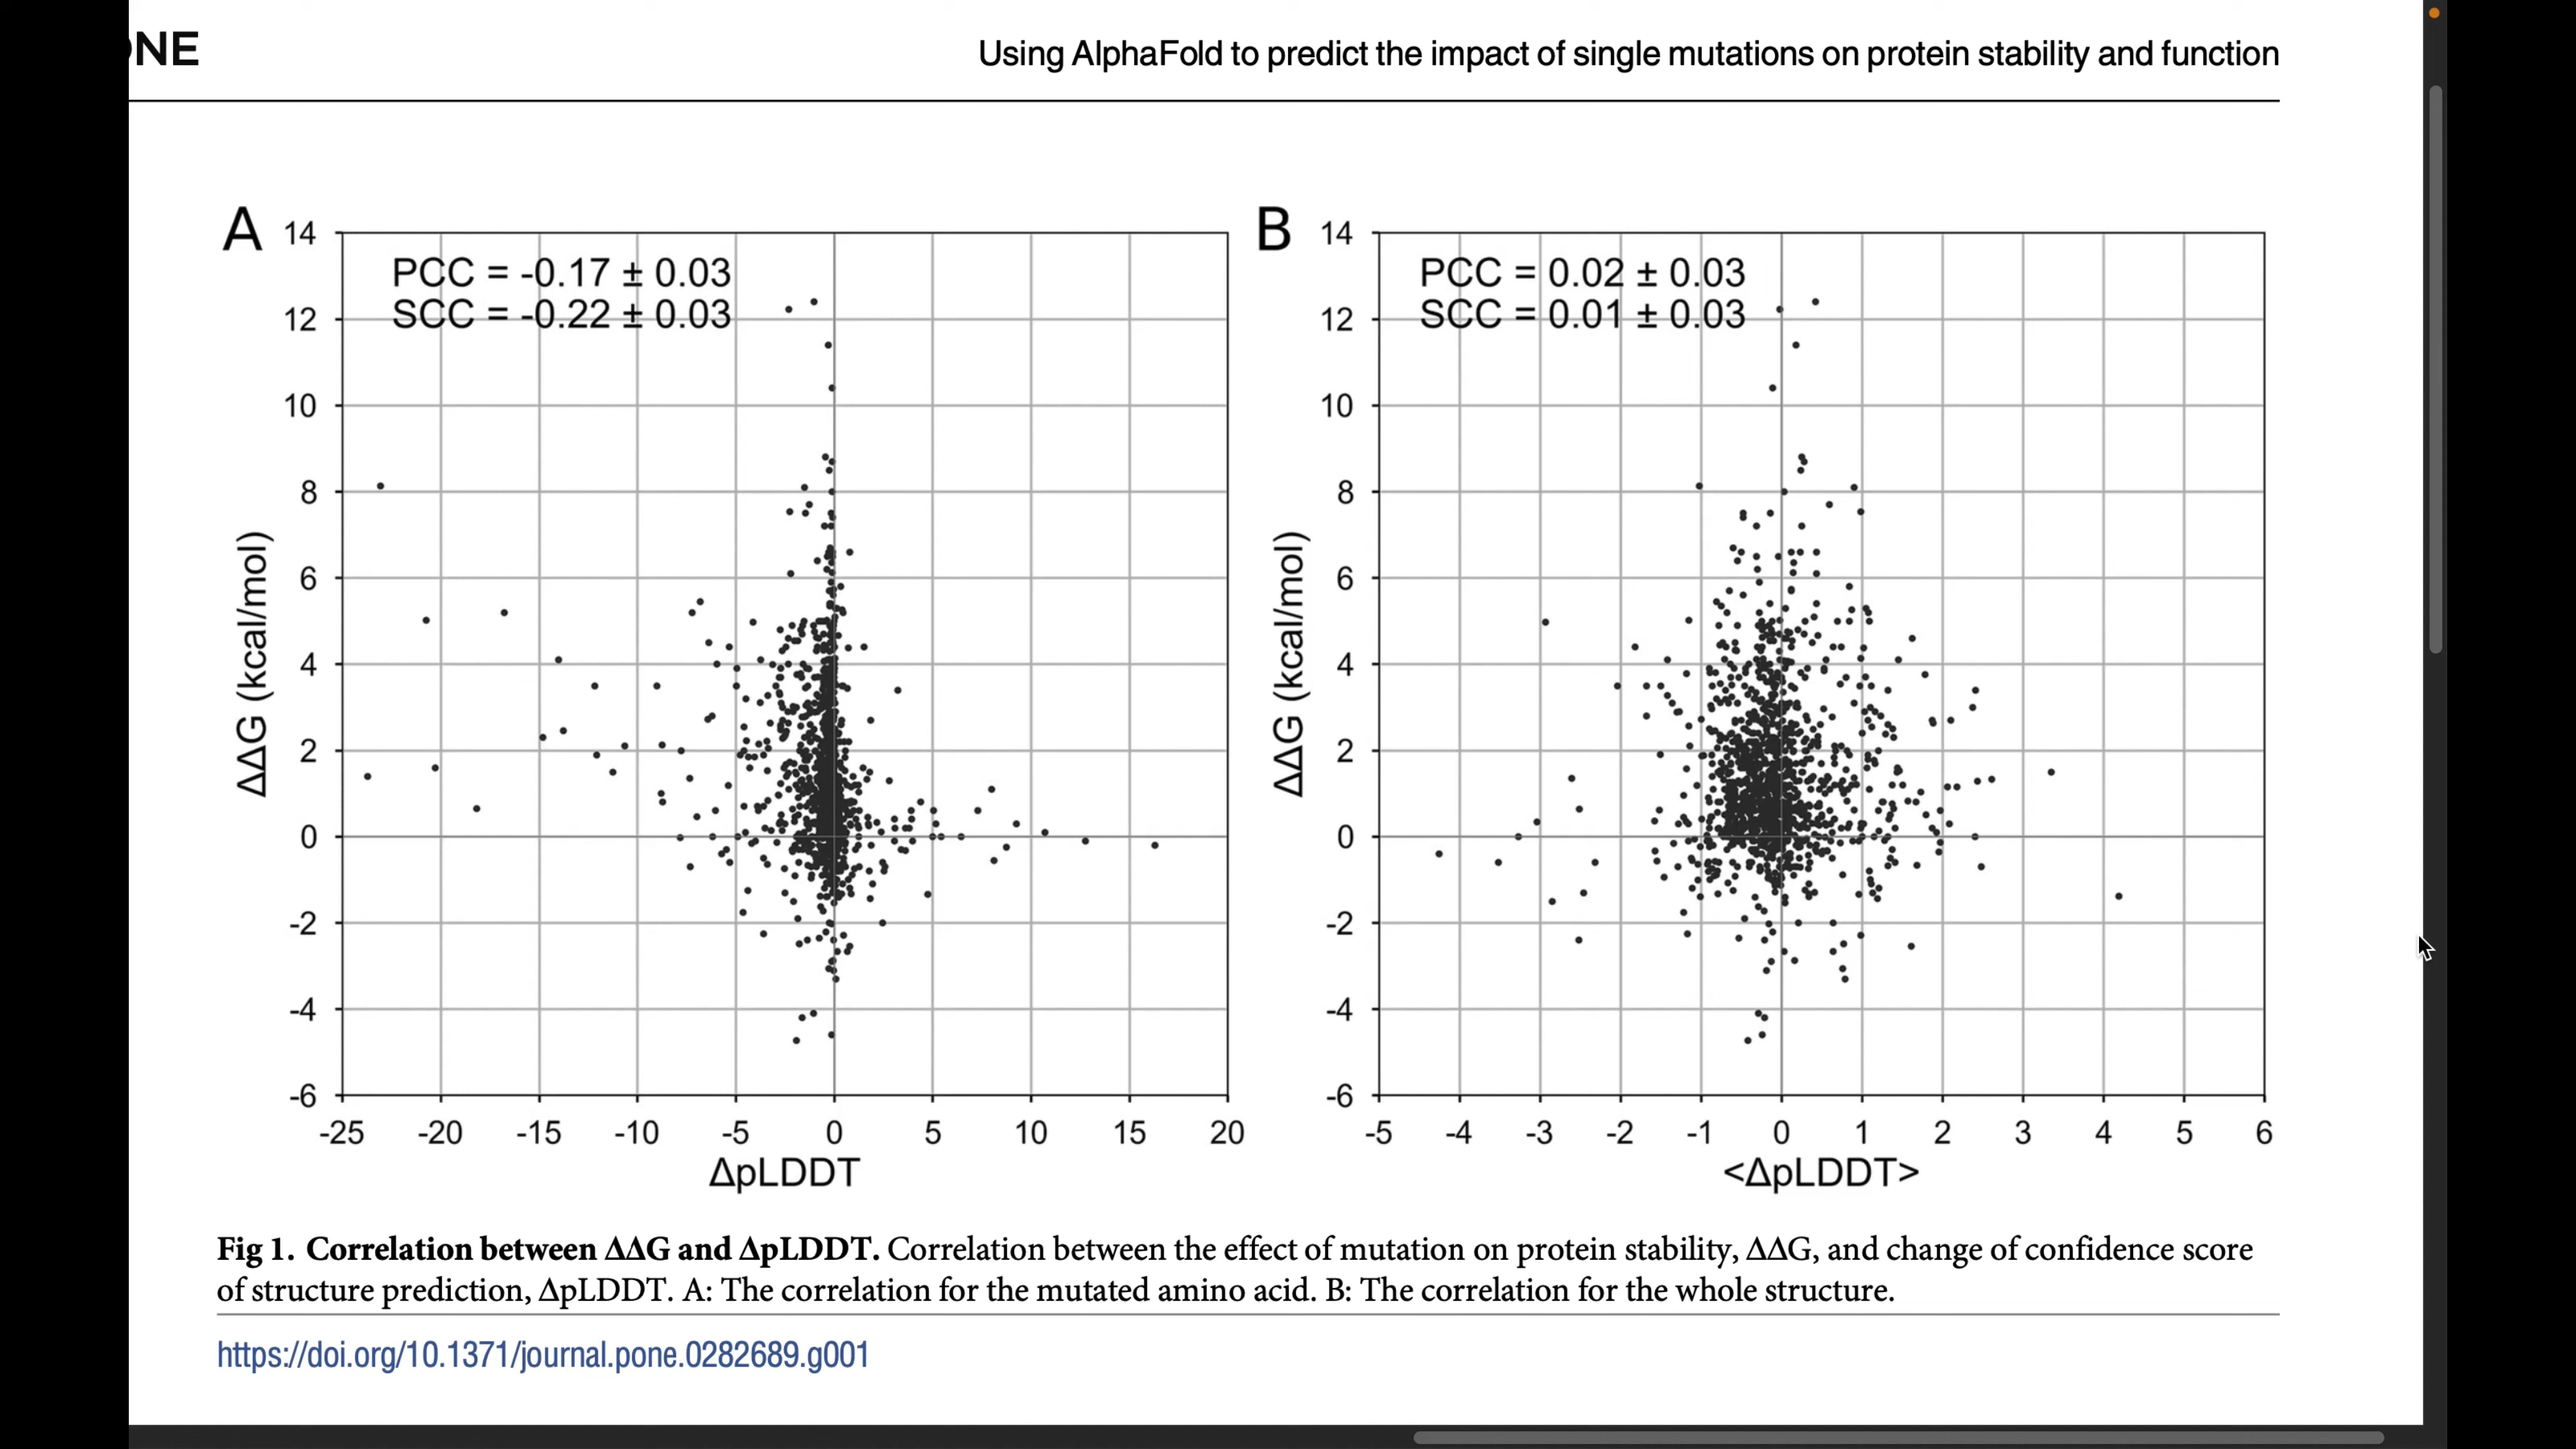 ONE
Using AlphaFold to predict the impact of single mutations on protein stability and function
A
PCC = -0.17 ± 0.03
SCC = -0.22 ± 0.03
14
12
10
8
6
4
2
0
-2
-4
-6
ΔΔG (kcal/mol)
-25 -20 -15 -10 -5 0 5 10 15 20
ΔpLDDT
B
PCC = 0.02 ± 0.03
SCC = 0.01 ± 0.03
14
12
10
8
6
4
2
0
-2
-4
-6
ΔΔG (kcal/mol)
-5 -4 -3 -2 -1 0 1 2 3 4 5 6
<ΔpLDDT>
Fig 1. Correlation between ΔΔG and ΔpLDDT. Correlation between the effect of mutation on protein stability, ΔΔG, and change of confidence score
of structure prediction, ΔpLDDT. A: The correlation for the mutated amino acid. B: The correlation for the whole structure.
https://doi.org/10.1371/journal.pone.0282689.g001